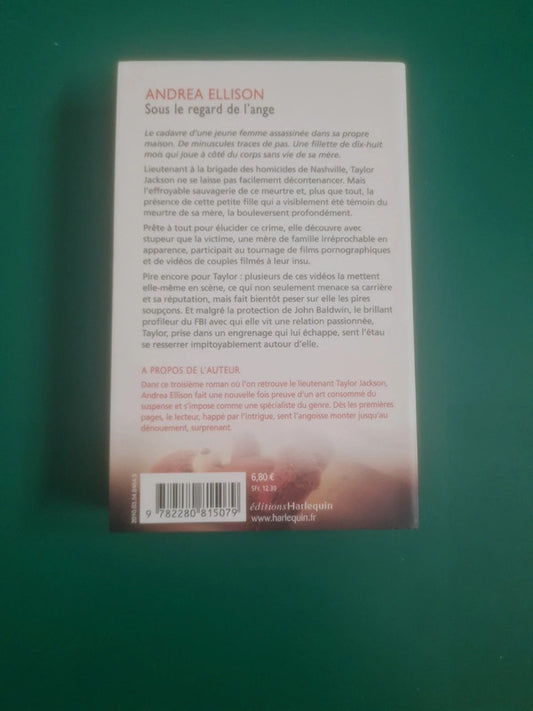 ANDREA ELLISON
Sous le regard de l'ange
Le cadavre d'une jeune femme assassinée dans sa propre
maison. De minuscules traces de pas. Une fillette de dix-huit
mois qui joue à côté du corps sans vie de sa mère.
Lieutenant à la brigade des homicides de Nashville, Taylor
Jackson ne se laisse pas facilement décontenancer. Mais
l'effroyable sauvagerie de ce meurtre et, plus que tout, la
présence de cette petite fille qui a visiblement été témoin du
meurtre de sa mère, la bouleversent profondément.
Prête à tout pour élucider ce crime, elle découvre avec
stupeur que la victime, une mère de famille irréprochable en
apparence, participait au tournage de films pornographiques
et de vidéos de couples filmés à leur insu.
Pire encore pour Taylor : plusieurs de ces vidéos la mettent
elle-même en scène, ce qui non seulement menace sa carrière
et sa réputation, mais fait bientôt peser sur elle les pires
soupçons. Et malgré la protection de John Baldwin, le brillant
profileur du FBI avec qui elle vit une relation passionnée,
Taylor, prise dans un engrenage qui lui échappe, sent l'étau
se resserrer impitoyablement autour d'elle.
A PROPOS DE L'AUTEUR
Dans ce troisième roman où l'on retrouve le lieutenant Taylor Jackson,
Andrea Ellison fait une nouvelle fois preuve d'un art consommé du
suspense et s'impose comme une spécialiste du genre. Dès les premières
pages, le lecteur, happé par l'intrigue, sent l'angoisse monter jusqu'au
dénouement, surprenant.
6,80 €
SFr. 12.30
9 782280 815079
éditionsHarlequin
www.harlequin.fr